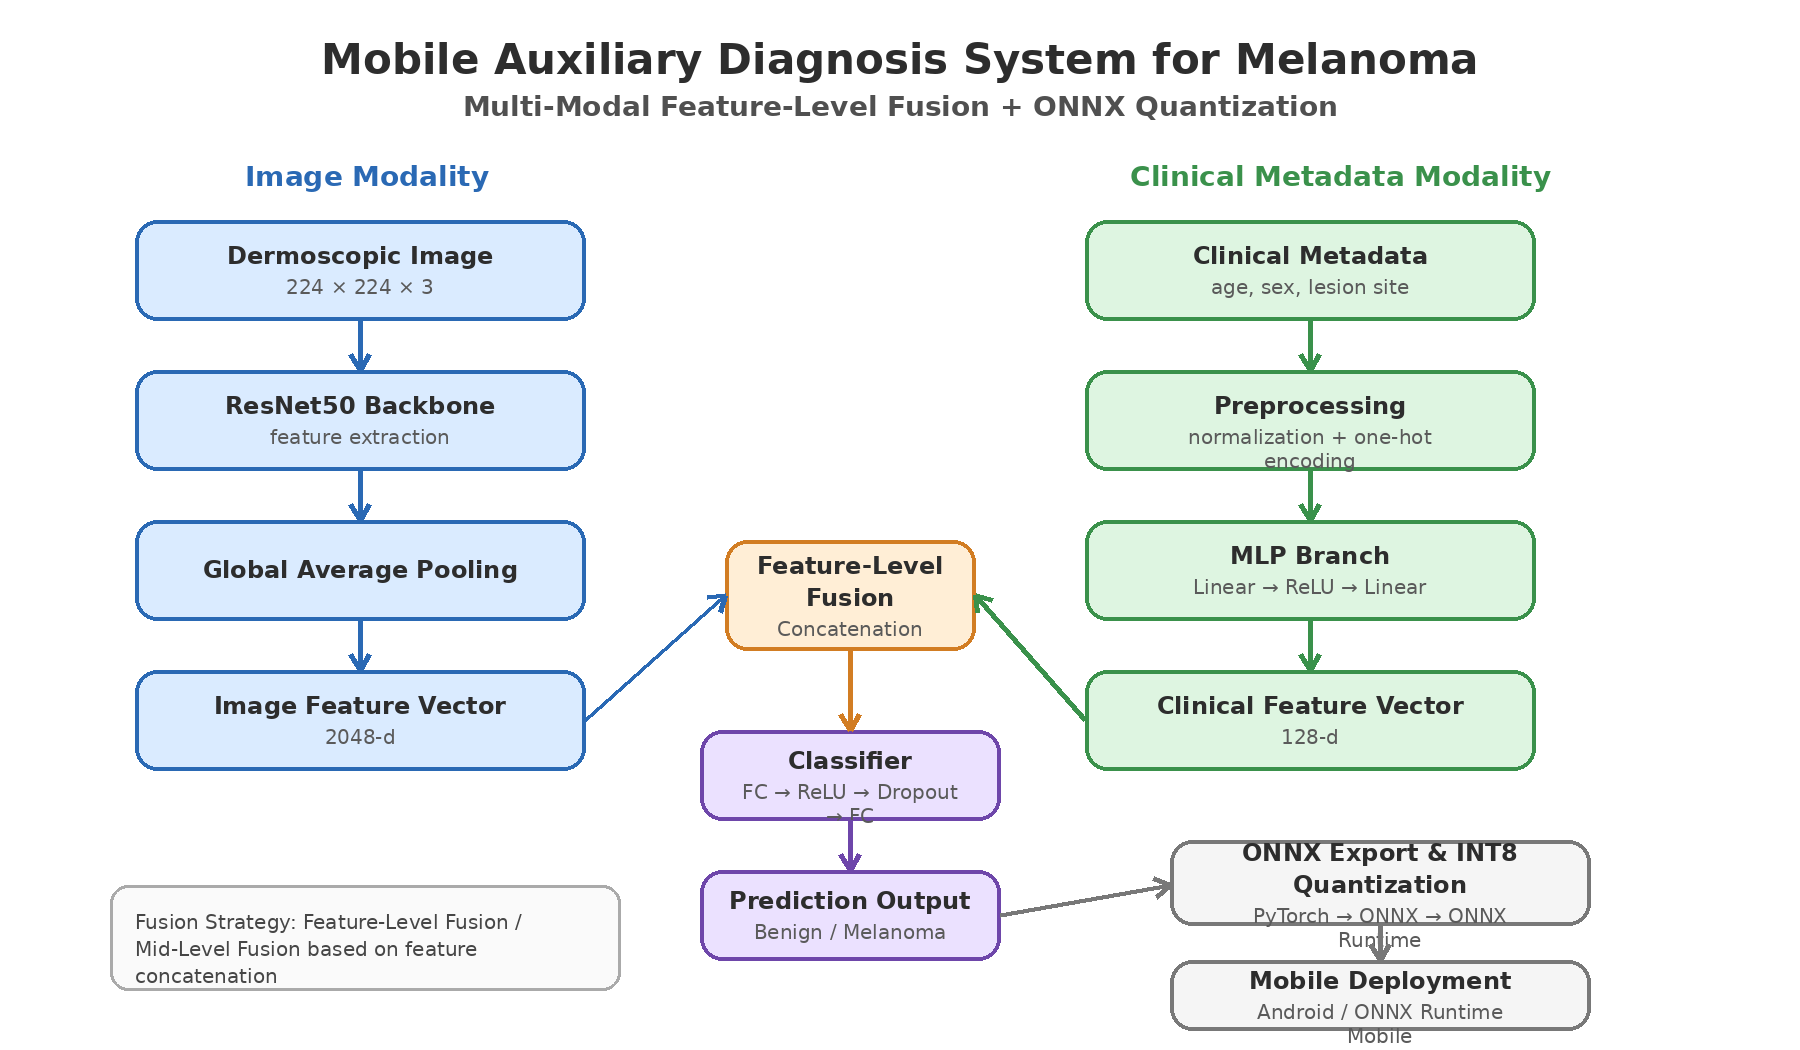 Mobile Auxiliary Diagnosis System for Melanoma
Multi-Modal Feature-Level Fusion + ONNX Quantization
Image Modality
Dermoscopic Image
224 × 224 × 3
ResNet50 Backbone
feature extraction
Global Average Pooling
Image Feature Vector
2048-d
Clinical Metadata Modality
Clinical Metadata
age, sex, lesion site
Preprocessing
normalization + one-hot
encoding
MLP Branch
Linear → ReLU → Linear
Clinical Feature Vector
128-d
Feature-Level
Fusion
Concatenation
Classifier
FC → ReLU → Dropout
→ FC
Prediction Output
Benign / Melanoma
ONNX Export & INT8
Quantization
PyTorch → ONNX → ONNX
Runtime
Mobile Deployment
Android / ONNX Runtime
Mobile
Fusion Strategy: Feature-Level Fusion /
Mid-Level Fusion based on feature
concatenation